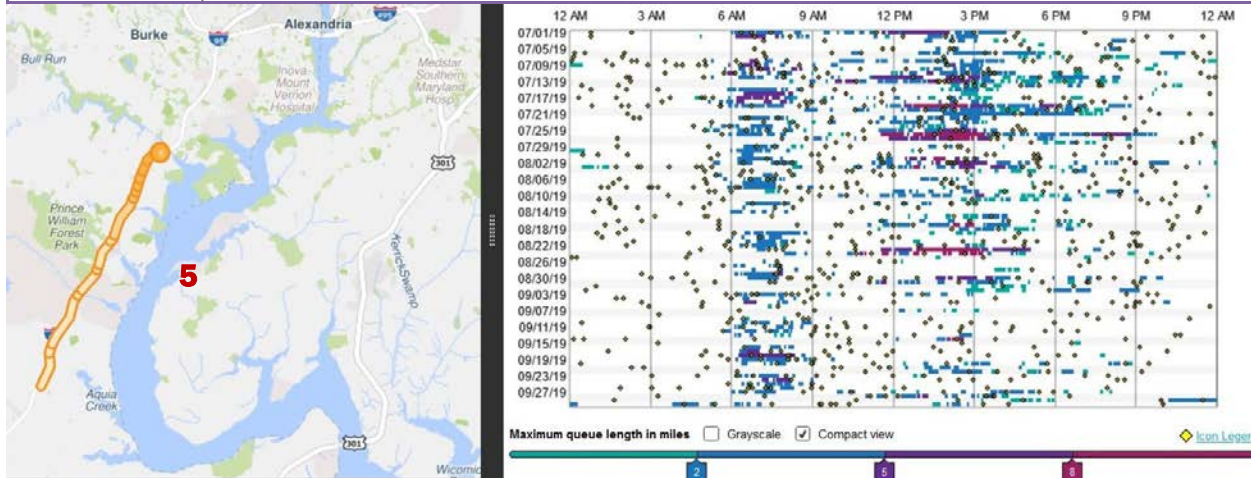 Burke
Alexandria
495
95
Bull Run
Inova-
Mount
Vernon
Hospital
Medstar
Southern
Maryland
Hosp
301
Prince
William
Forest
Park
5
Aquia
Creek
301
12 AM 3 AM 6 AM 9 AM 12 PM 3 PM 6 PM 9 PM 12 AM
07/01/19
07/05/19
07/09/19
07/13/19
07/17/19
07/21/19
07/25/19
07/29/19
08/02/19
08/06/19
08/10/19
08/14/19
08/18/19
08/22/19
08/26/19
08/30/19
09/03/19
09/07/19
09/11/19
09/15/19
09/19/19
09/23/19
09/27/19
Maximum queue length in miles Grayscale Compact view Icon Leger
2 5 8